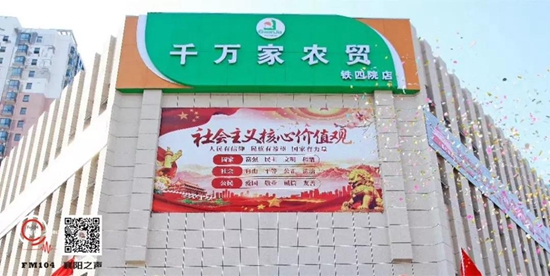 千万家农贸
铁四陕店
社会主义核心价值观
人民有信仰 民族有希望 国家有力量
国家 富强 民主 文明 和谐
社会 自由 平等 公正 法治
公民 爱国 敬业 诚信 友善
FM104 襄阳之声